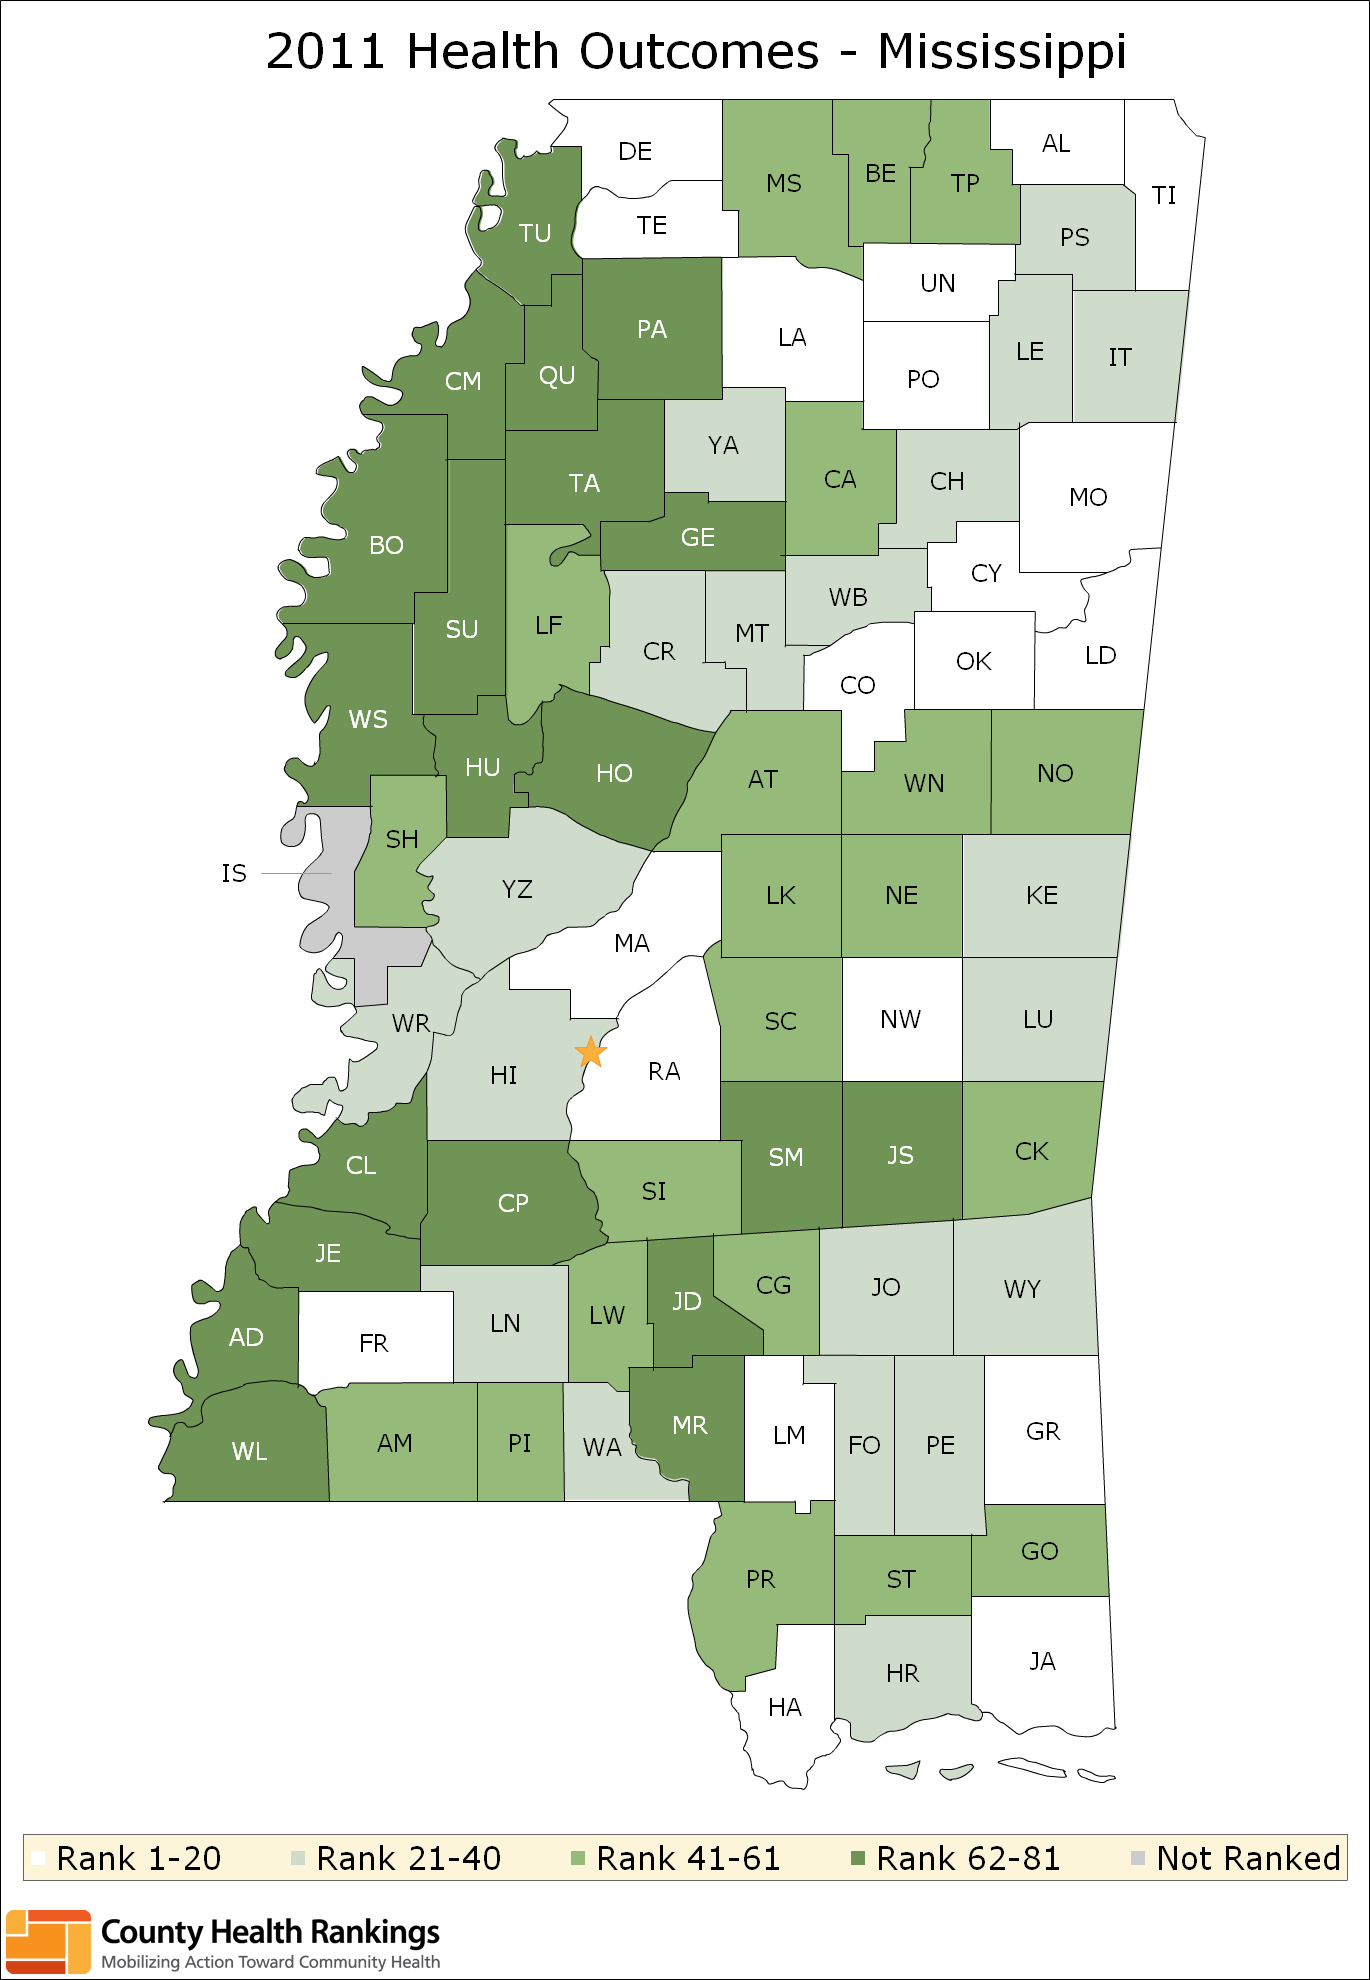 2011 Health Outcomes - Mississippi
DE
AL
MS
BE
TP
TI
TE
TU
PS
UN
PA
LA
LE
IT
QU
CM
PO
YA
TA
CA
CH
MO
GE
BO
CY
WB
LF
SU
MT
CR
OK
LD
CO
WS
HU
HO
AT
WN
NO
SH
IS
YZ
LK
NE
KE
MA
WR
SC
NW
LU
HI
RA
CL
SM
JS
CK
CP
SI
JE
CG
JO
WY
JD
LW
LN
AD
FR
MR
LM
GR
WL
AM
PI
WA
FO
PE
GO
PR
ST
JA
HR
HA
Rank 1-20 Rank 21-40 Rank 41-61 Rank 62-81 Not Ranked
County Health Rankings
Mobilizing Action Toward Community Health